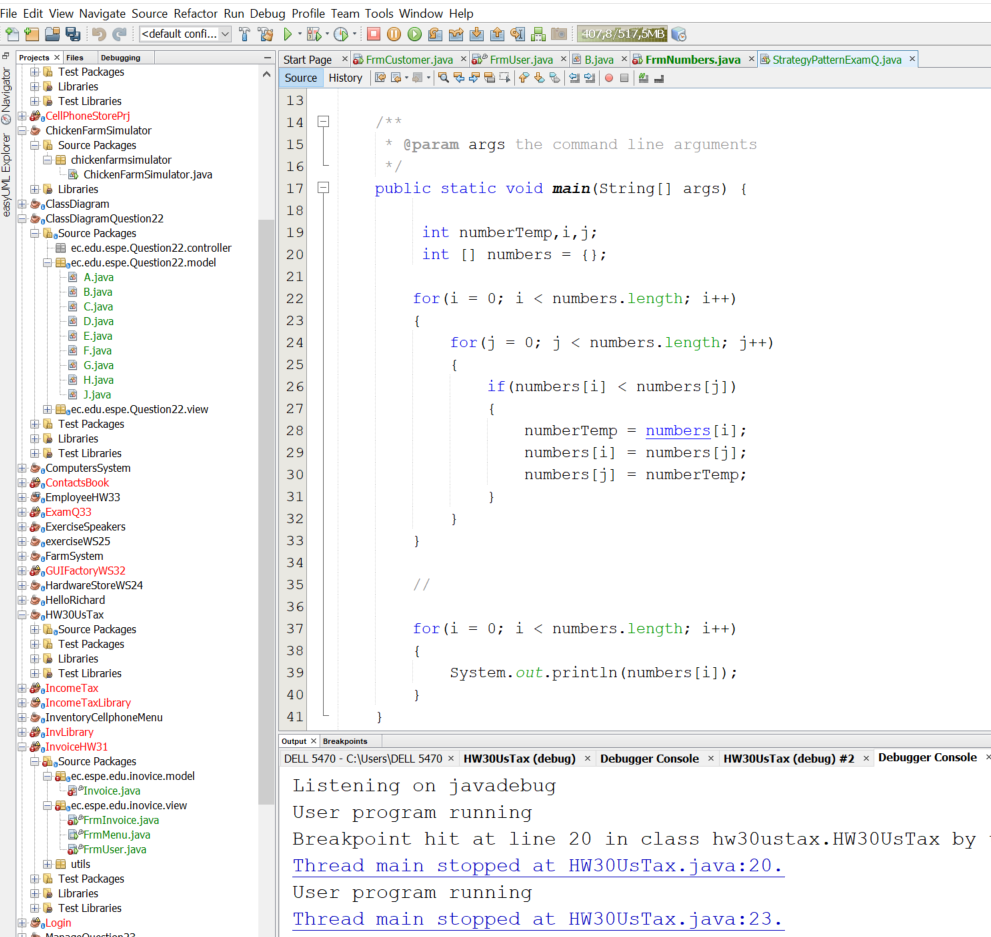 File Edit View Navigate Source Refactor Run Debug Profile Team Tools Window Help
<default confi...
407,8/517,5MB
Projects × Files Debugging
Navigator
easyUML Explorer
Test Packages
Libraries
Test Libraries
CellPhoneStorePrj
ChickenFarmSimulator
Source Packages
chickenfarmsimulator
ChickenFarmSimulator.java
Libraries
ClassDiagram
ClassDiagramQuestion22
Source Packages
ec.edu.espe.Question22.controller
ec.edu.espe.Question22.model
A.java
B.java
C.java
D.java
E.java
F.java
G.java
H.java
J.java
ec.edu.espe.Question22.view
Test Packages
Libraries
Test Libraries
ComputersSystem
ContactsBook
EmployeeHW33
ExamQ33
ExerciseSpeakers
exerciseWS25
FarmSystem
GUIFactoryWS32
HardwareStoreWS24
HelloRichard
HW30UsTax
Source Packages
Test Packages
Libraries
Test Libraries
IncomeTax
IncomeTaxLibrary
InventoryCellphoneMenu
InvLibrary
InvoiceHW31
Source Packages
ec.espe.edu.inovice.model
Invoice.java
ec.espe.edu.inovice.view
FrmInvoice.java
FrmMenu.java
FrmUser.java
utils
Test Packages
Libraries
Test Libraries
Login
ManageQuestion23
Start Page × FrmCustomer.java × FrmUser.java × B.java × FrmNumbers.java × StrategyPatternExamQ.java ×
Source History
13
14 /**
15 * @param args the command line arguments
16 */
17 public static void main(String[] args) {
18
19 int numberTemp,i,j;
20 int [] numbers = {};
21
22 for(i = 0; i < numbers.length; i++)
23 {
24 for(j = 0; j < numbers.length; j++)
25 {
26 if(numbers[i] < numbers[j])
27 {
28 numberTemp = numbers[i];
29 numbers[i] = numbers[j];
30 numbers[j] = numberTemp;
31 }
32 }
33 }
34
35 //
36
37 for(i = 0; i < numbers.length; i++)
38 {
39 System.out.println(numbers[i]);
40 }
41 }
Output × Breakpoints
DELL 5470 - C:\Users\DELL 5470 × HW30UsTax (debug) × Debugger Console × HW30UsTax (debug) #2 × Debugger Console ×
Listening on javadebug
User program running
Breakpoint hit at line 20 in class hw30ustax.HW30UsTax by
Thread main stopped at HW30UsTax.java:20.
User program running
Thread main stopped at HW30UsTax.java:23.